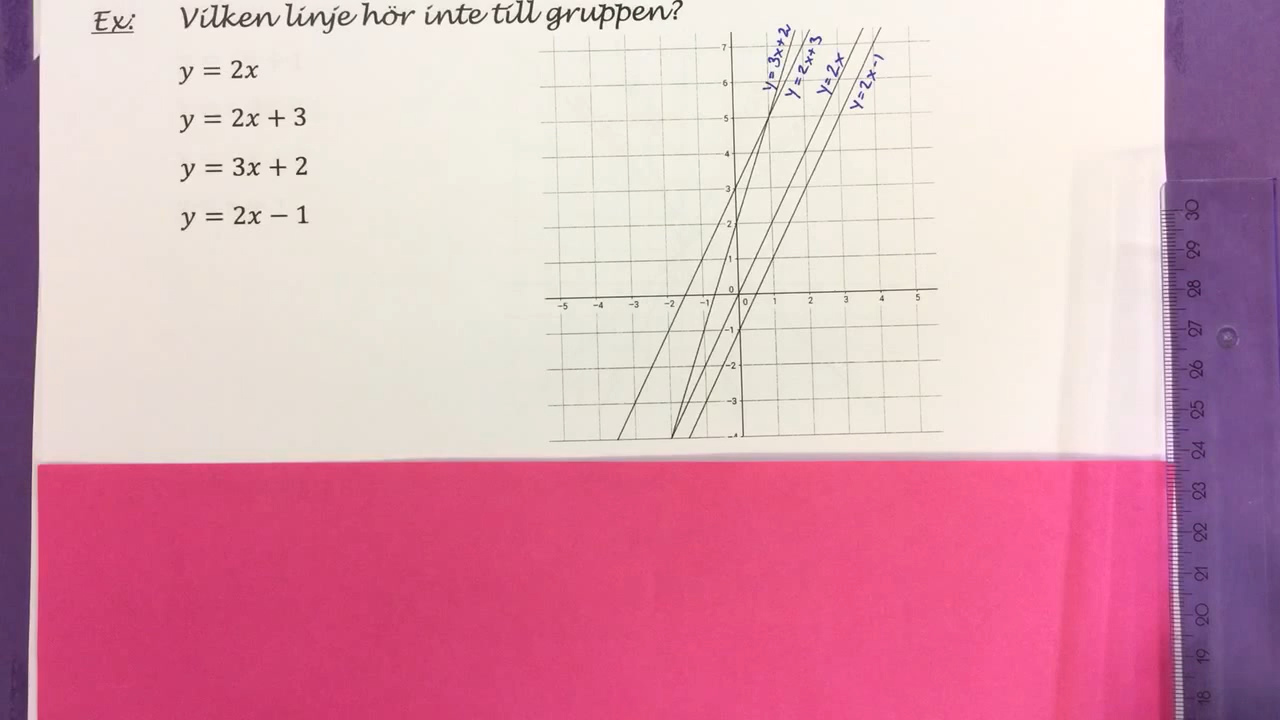 Ex: Vilken linje hör inte till gruppen?
y = 2x
y = 2x + 3
y = 3x + 2
y = 2x − 1
y=3x+2
y=2x+3
y=2x
y=2x-1
7
6
5
4
3
2
1
0
-5 -4 -3 -2 -1 0 1 2 3 4 5
-1
-2
-3
-4
30
29
28
27
26
25
24
23
22
21
20
19
18